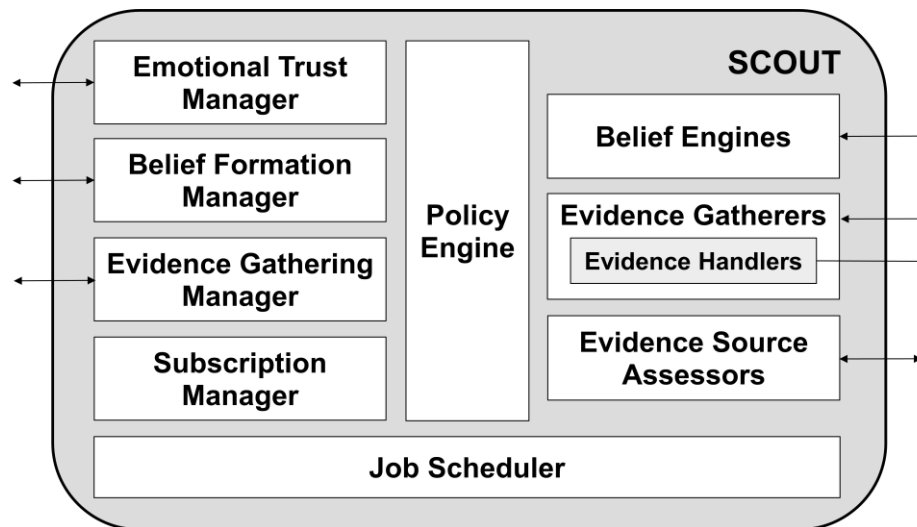 SCOUT
Emotional Trust
Manager
Belief Formation
Manager
Evidence Gathering
Manager
Subscription
Manager
Policy
Engine
Belief Engines
Evidence Gatherers
Evidence Handlers
Evidence Source
Assessors
Job Scheduler